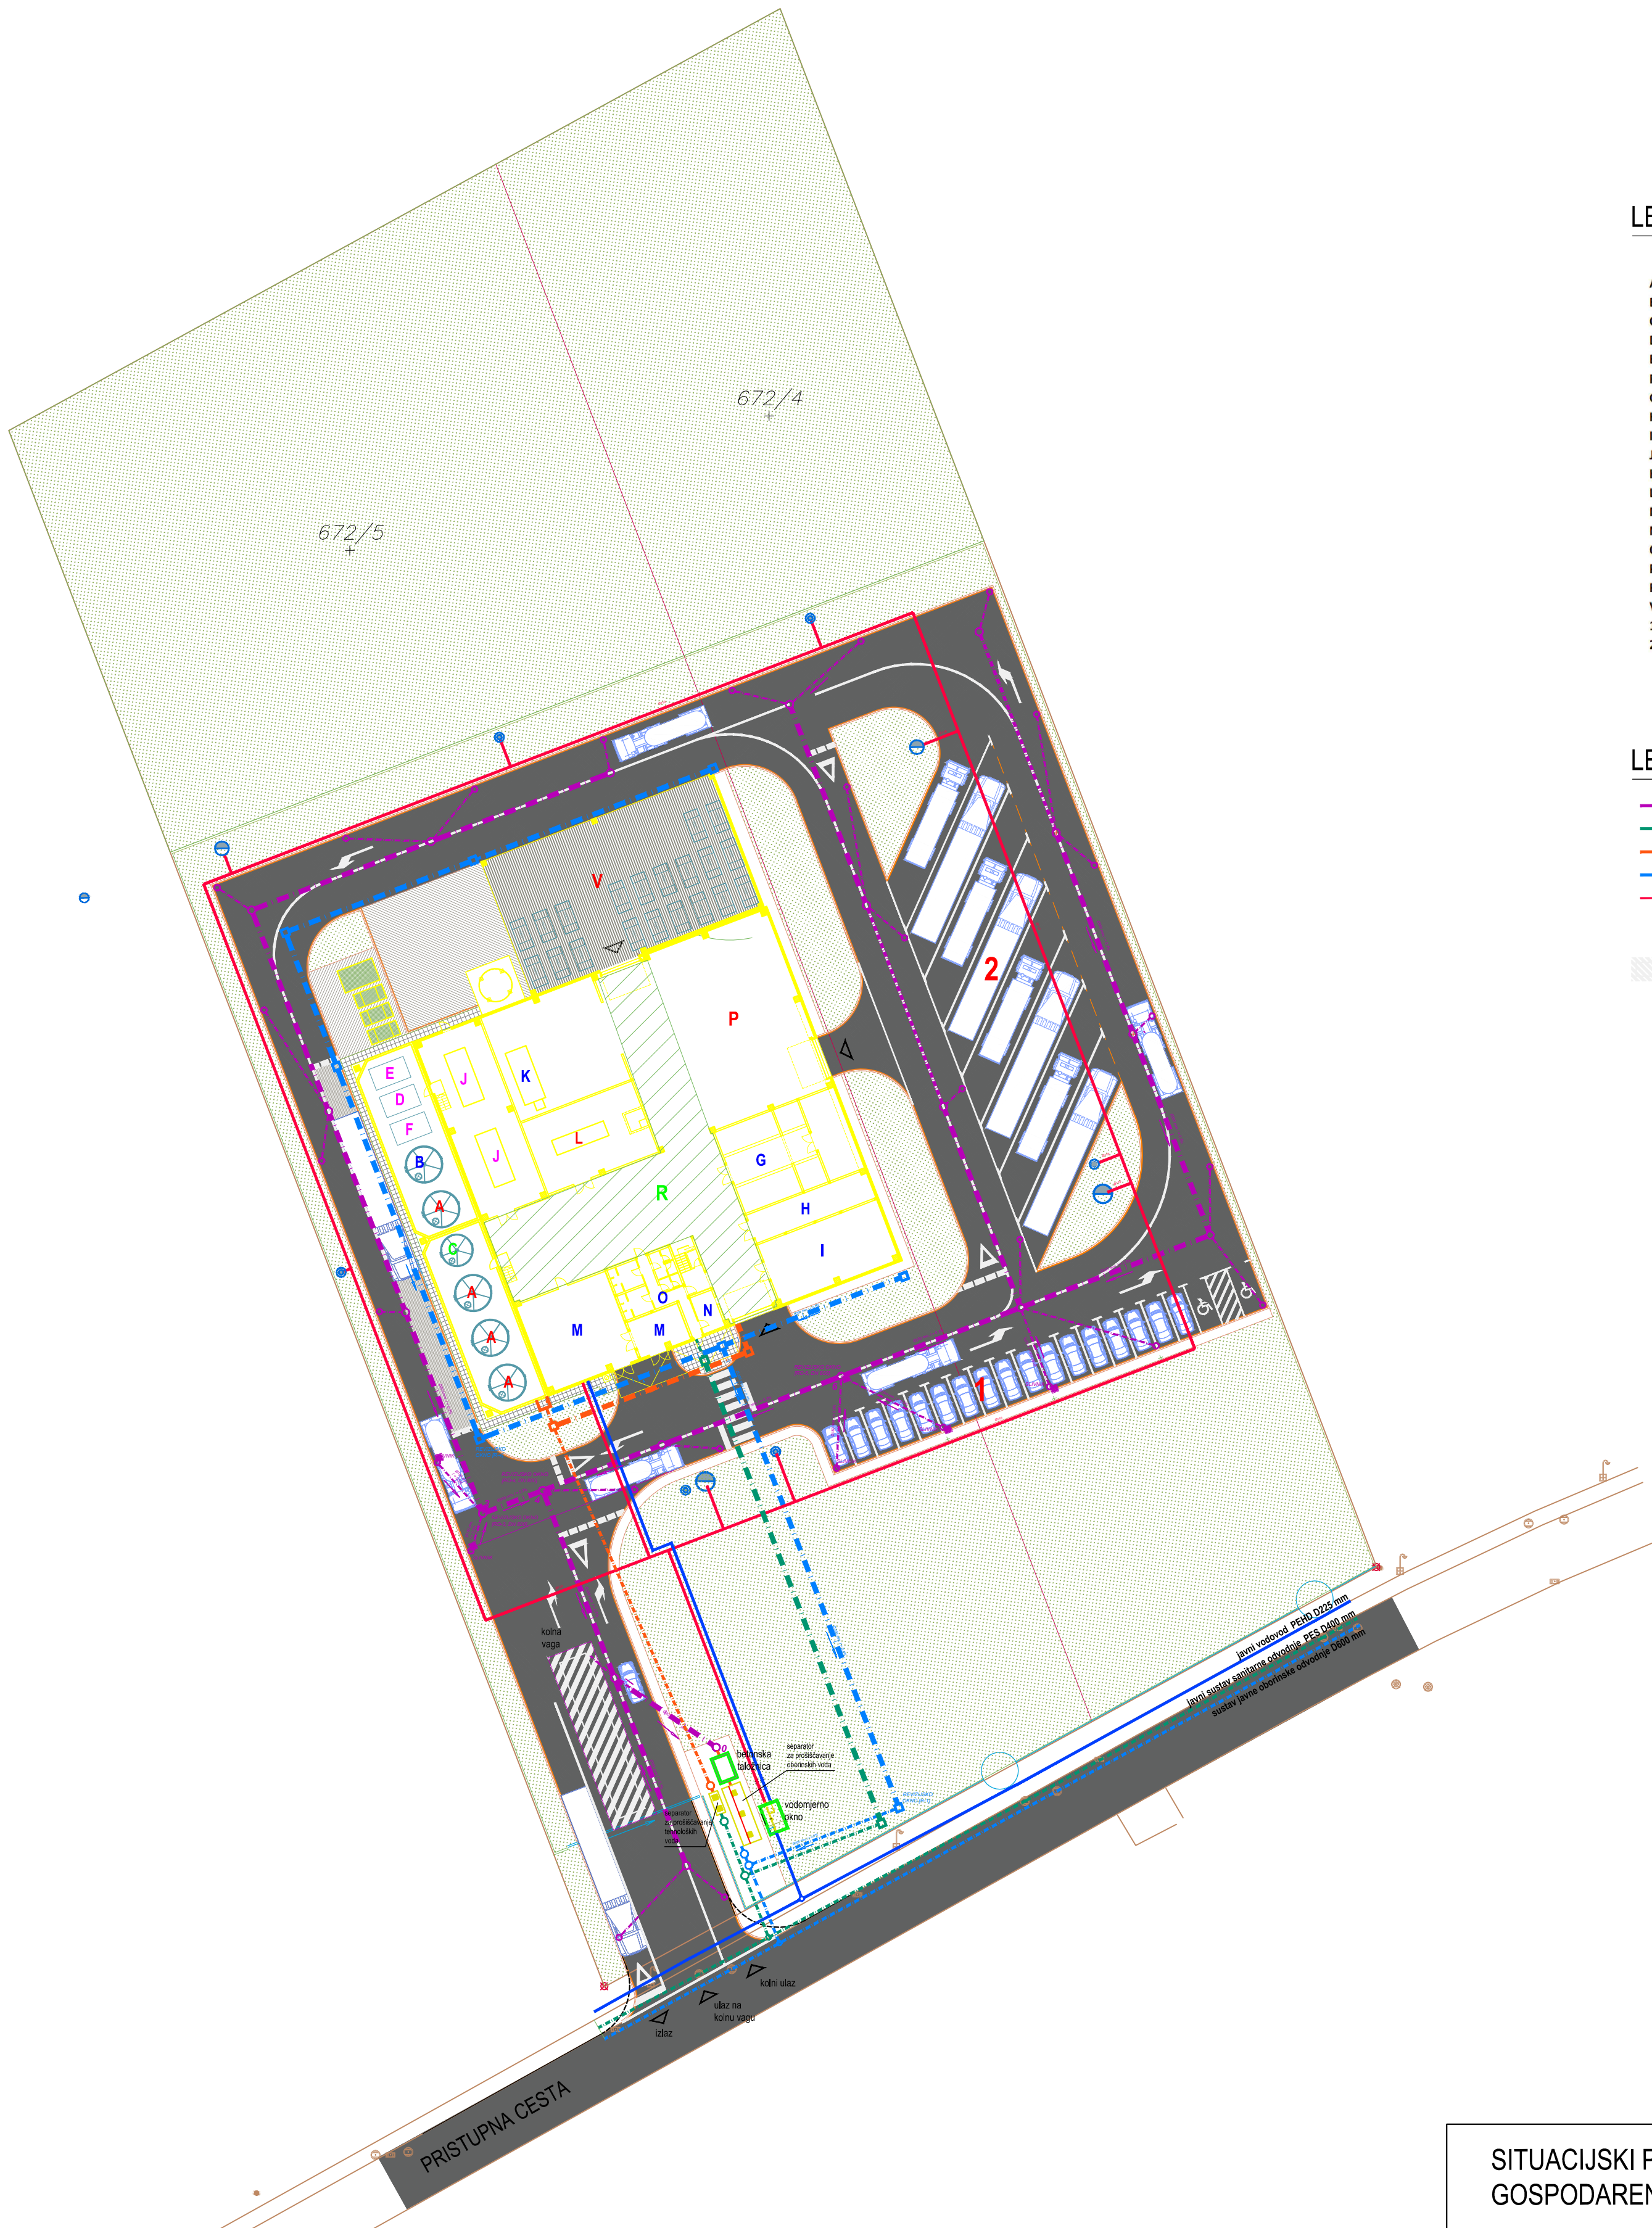 LE
672/4
672/5
LE
V
P
2
E
J
K
D
F
L
J
B
G
A
R
H
C
I
A
O
N
M
M
A
A
1
kolna
vaga
javni vodovod PEHD D225 mm
javni sustav sanitarne odvodnje PES D400 mm
sustav javne oborinske odvodnje D600 mm
betonska
taložnica
separator
za prošišćavanje
oborinskih voda
vodomjerno
okno
separator
za prošišćavanje
tehnoloških
voda
kolni ulaz
ulaz na
kolnu vagu
izlaz
PRISTUPNA CESTA
SITUACIJSKI
GOSPODAREN